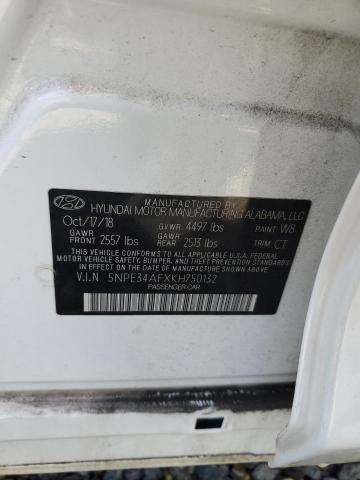 MANUFACTURED BY
HYUNDAI MOTOR MANUFACTURING ALABAMA, LLC
Oct/17/18 GVWR 4497 lbs PAINT W8
GAWR FRONT 2557 lbs GAWR REAR 2513 lbs TRIM CT
THIS VEHICLE CONFORMS TO ALL APPLICABLE U.S.A. FEDERAL
MOTOR VEHICLE SAFETY, BUMPER, AND THEFT PREVENTION STANDARDS
IN EFFECT ON THE DATE OF MANUFACTURE SHOWN ABOVE.
V.I.N 5NPE34AFXKH750132
PASSENGER CAR